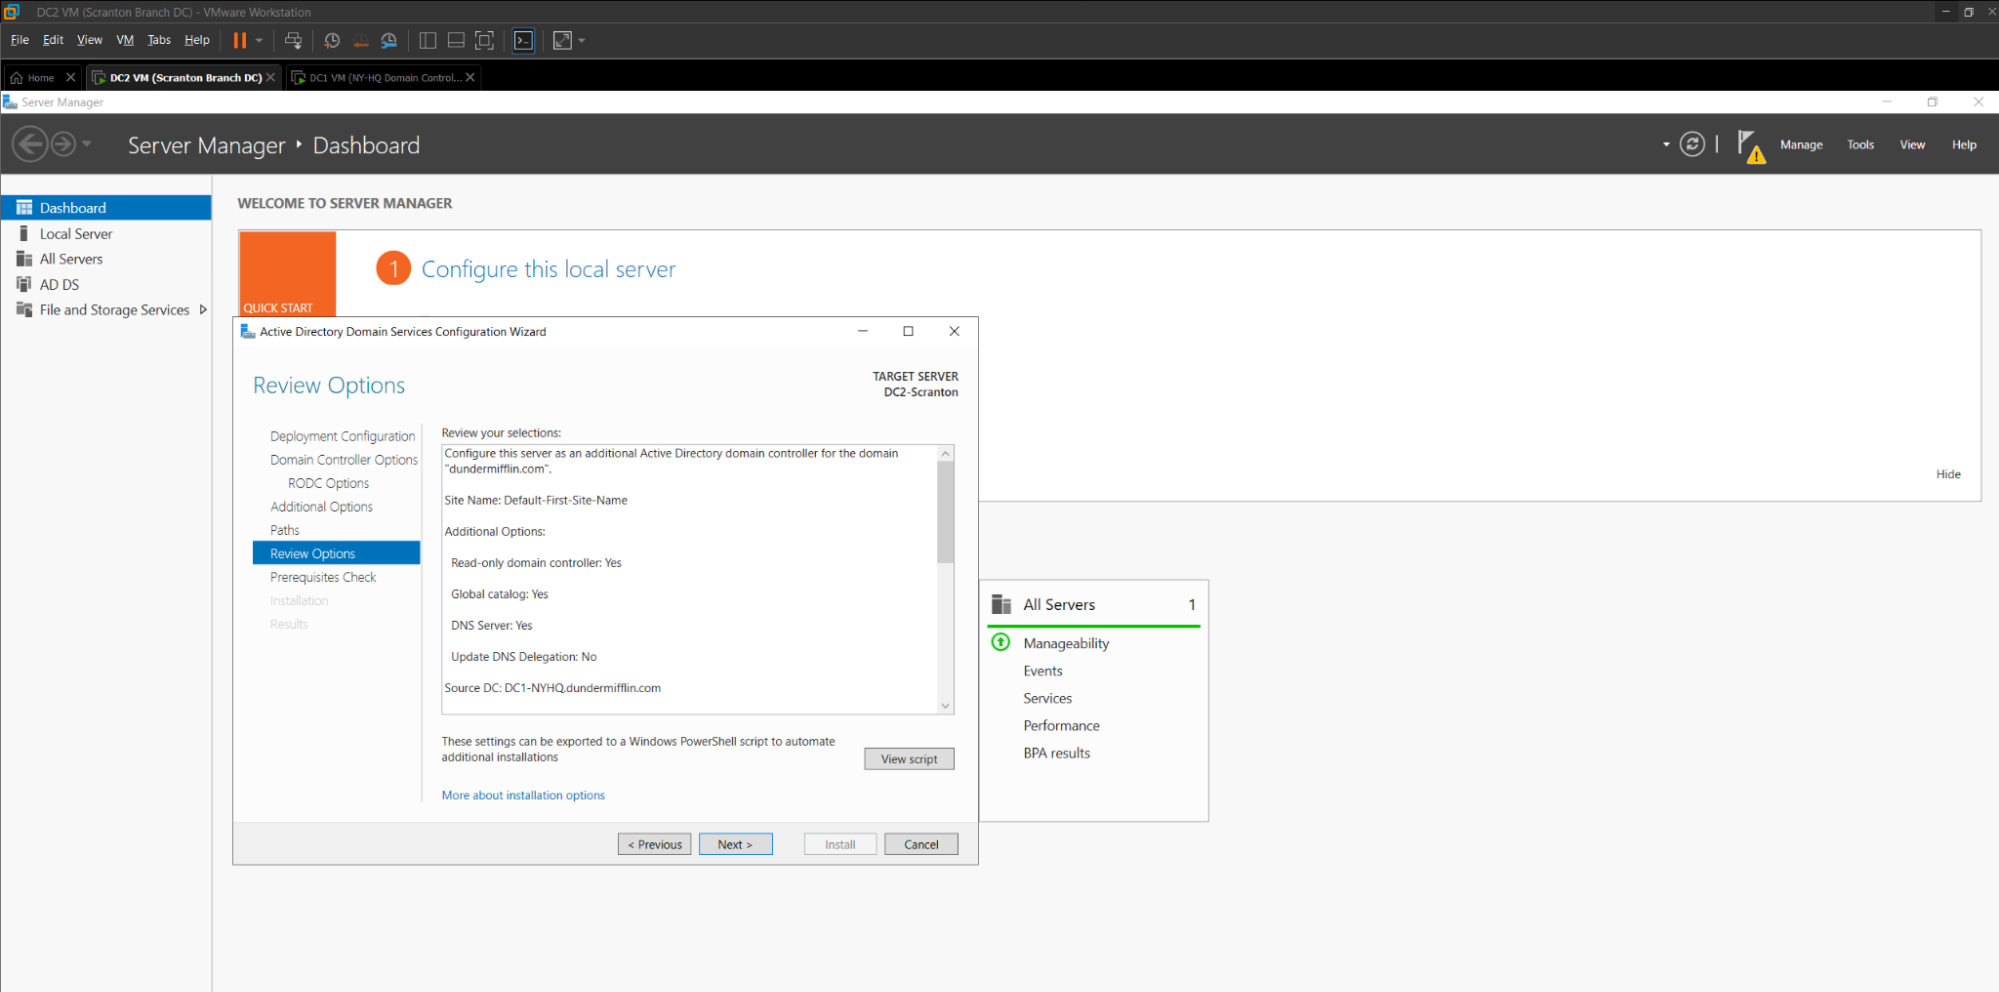 DC2 VM (Scranton Branch DC) - VMware Workstation
File Edit View VM Tabs Help
Home DC2 VM (Scranton Branch DC) DC1 VM (NY-HQ Domain Control...
Server Manager
Server Manager Dashboard
Manage Tools View Help
Dashboard
Local Server
All Servers
AD DS
File and Storage Services
WELCOME TO SERVER MANAGER
QUICK START
1 Configure this local server
Hide
Active Directory Domain Services Configuration Wizard
Review Options
TARGET SERVER
DC2-Scranton
Deployment Configuration
Domain Controller Options
RODC Options
Additional Options
Paths
Review Options
Prerequisites Check
Installation
Results
Review your selections:
Configure this server as an additional Active Directory domain controller for the domain
"dundermifflin.com".
Site Name: Default-First-Site-Name
Additional Options:
Read-only domain controller: Yes
Global catalog: Yes
DNS Server: Yes
Update DNS Delegation: No
Source DC: DC1-NYHQ.dundermifflin.com
These settings can be exported to a Windows PowerShell script to automate
additional installations
View script
More about installation options
< Previous Next > Install Cancel
All Servers 1
Manageability
Events
Services
Performance
BPA results